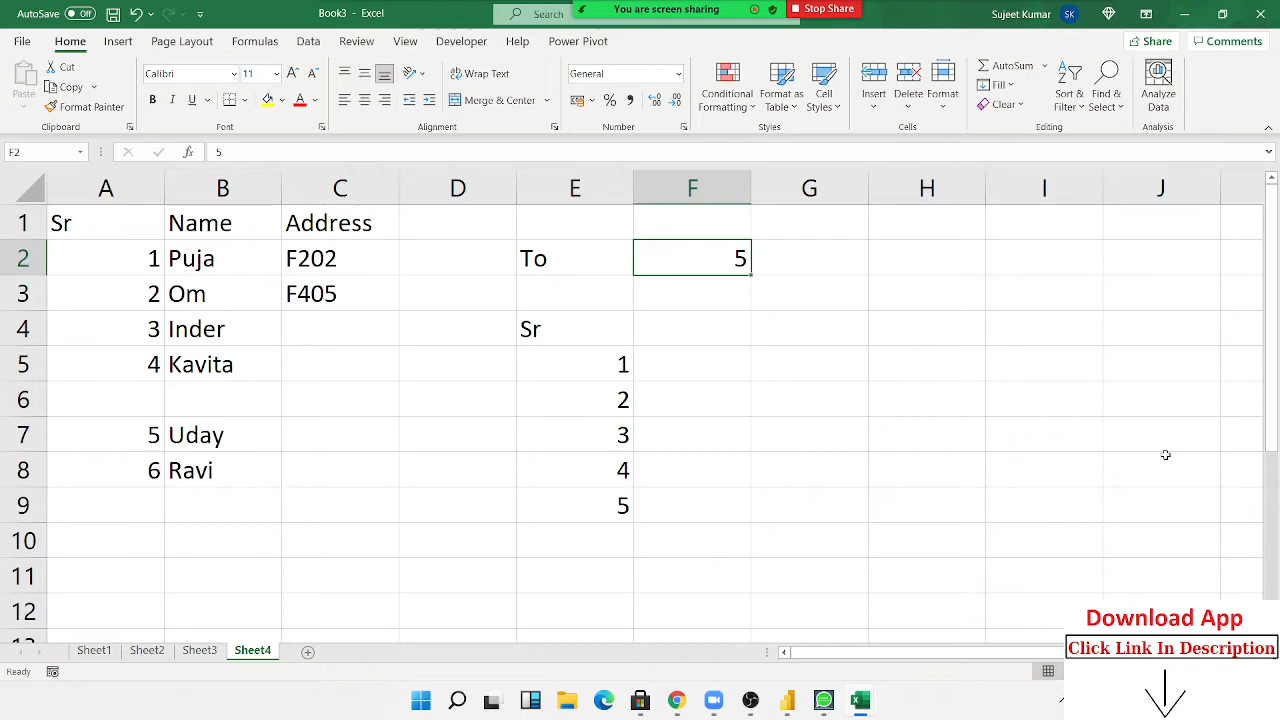 AutoSave Off Book3 - Excel Search You are screen sharing Stop Share Sujeet Kumar SK
File Home Insert Page Layout Formulas Data Review View Developer Help Power Pivot Share Comments
Paste Cut Copy Format Painter Clipboard
Calibri 11 B I U A Font
Wrap Text Merge & Center Alignment
General % , Number
Conditional Formatting Format as Table Cell Styles Styles
Insert Delete Format Cells
AutoSum Fill Clear Sort & Filter Find & Select Editing
Analyze Data Analysis
F2 fx 5
A B C D E F G H I J
1 Sr Name Address
2 1 Puja F202 To 5
3 2 Om F405
4 3 Inder Sr
5 4 Kavita 1
6 2
7 5 Uday 3
8 6 Ravi 4
9 5
10
11
12
Sheet1 Sheet2 Sheet3 Sheet4
Ready
Download App
Click Link In Description